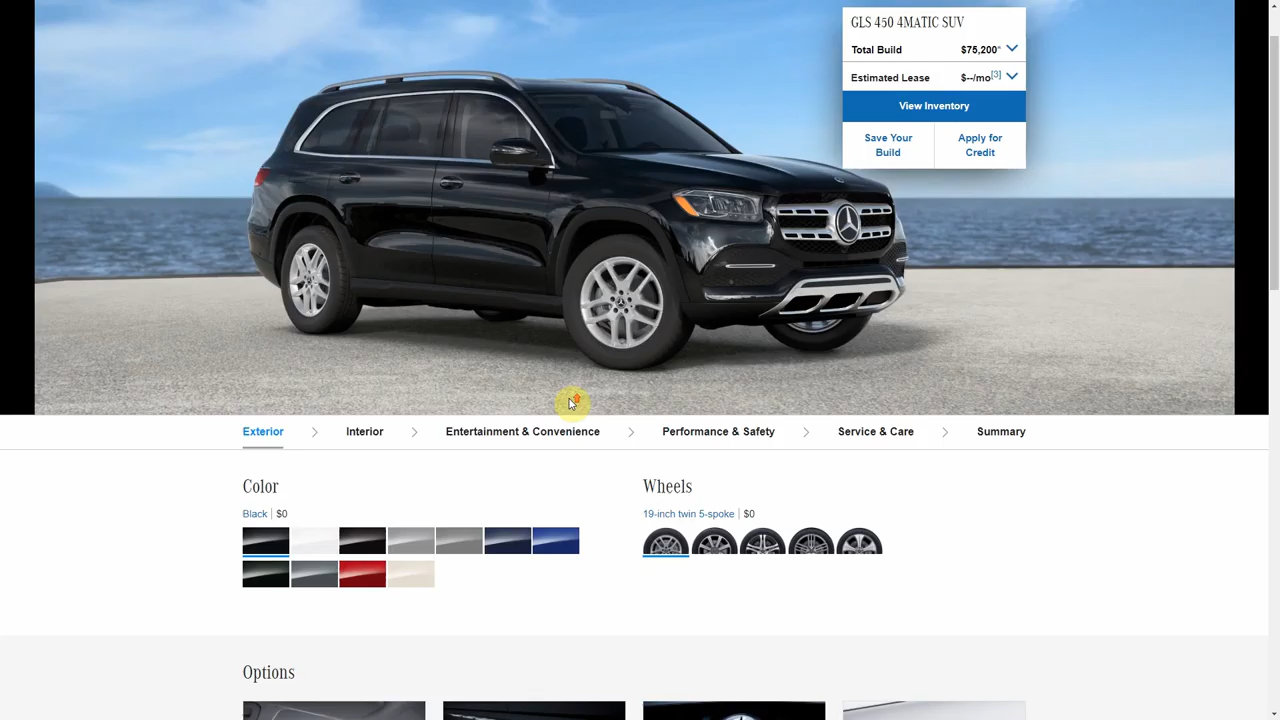 GLS 450 4MATIC SUV
Total Build $75,200*
Estimated Lease $--/mo[3]
View Inventory
Save Your Build
Apply for Credit
Exterior Interior Entertainment & Convenience Performance & Safety Service & Care Summary
Color
Black | $0
Wheels
19-inch twin 5-spoke | $0
Options